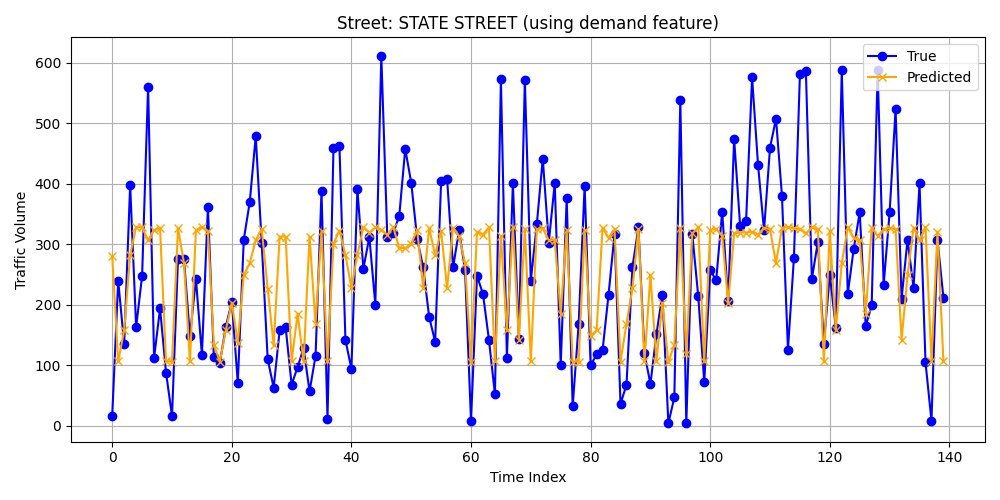 Street: STATE STREET (using demand feature)
True
Predicted
Traffic Volume
600
500
400
300
200
100
0
0 20 40 60 80 100 120 140
Time Index